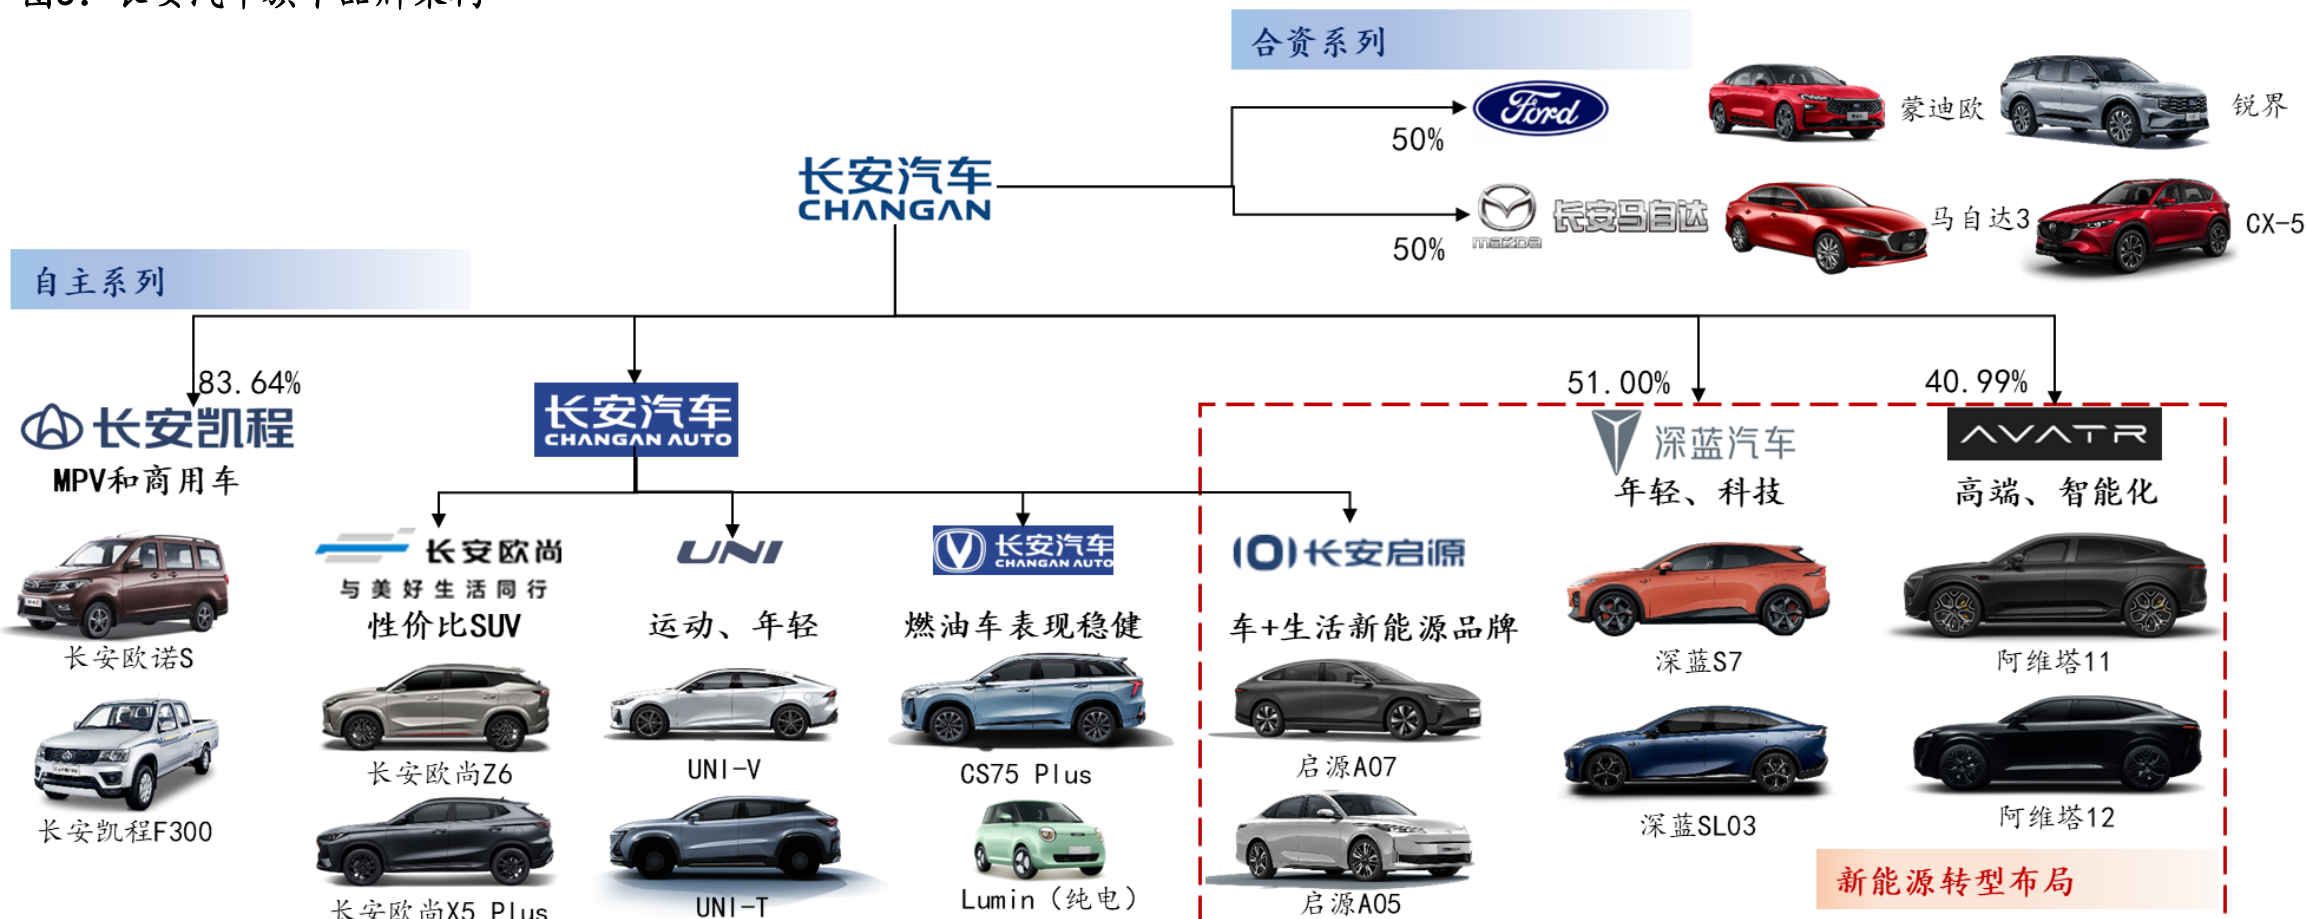 合资系列
Ford
50%
蒙迪欧
锐界
长安汽车
CHANGAN
mazda
长安马自达
50%
马自达3
CX-5
自主系列
83.64%
长安凯程
MPV和商用车
长安欧诺S
长安凯程F300
长安汽车
CHANGAN AUTO
长安欧尚
与美好生活同行
性价比SUV
长安欧尚Z6
长安欧尚X5 Plus
UNI
运动、年轻
UNI-V
UNI-T
长安汽车
CHANGAN AUTO
燃油车表现稳健
CS75 Plus
Lumin（纯电）
长安启源
车+生活新能源品牌
启源A07
启源A05
51.00%
深蓝汽车
年轻、科技
深蓝S7
深蓝SL03
40.99%
AVATR
高端、智能化
阿维塔11
阿维塔12
新能源转型布局